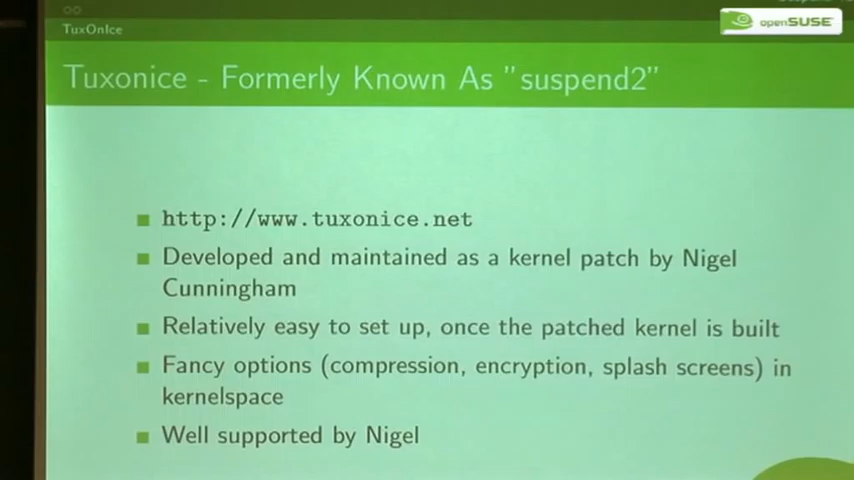 openSUSE
TuxOnIce
Tuxonice - Formerly Known As "suspend2"
http://www.tuxonice.net
Developed and maintained as a kernel patch by Nigel
Cunningham
Relatively easy to set up, once the patched kernel is built
Fancy options (compression, encryption, splash screens) in
kernelspace
Well supported by Nigel